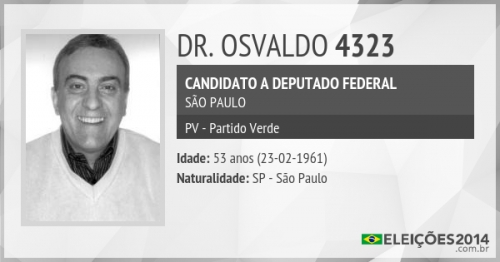 DR. OSVALDO 4323
CANDIDATO A DEPUTADO FEDERAL
SÃO PAULO
PV - Partido Verde
Idade: 53 anos (23-02-1961)
Naturalidade: SP - São Paulo
ELEIÇÕES2014
.com.br